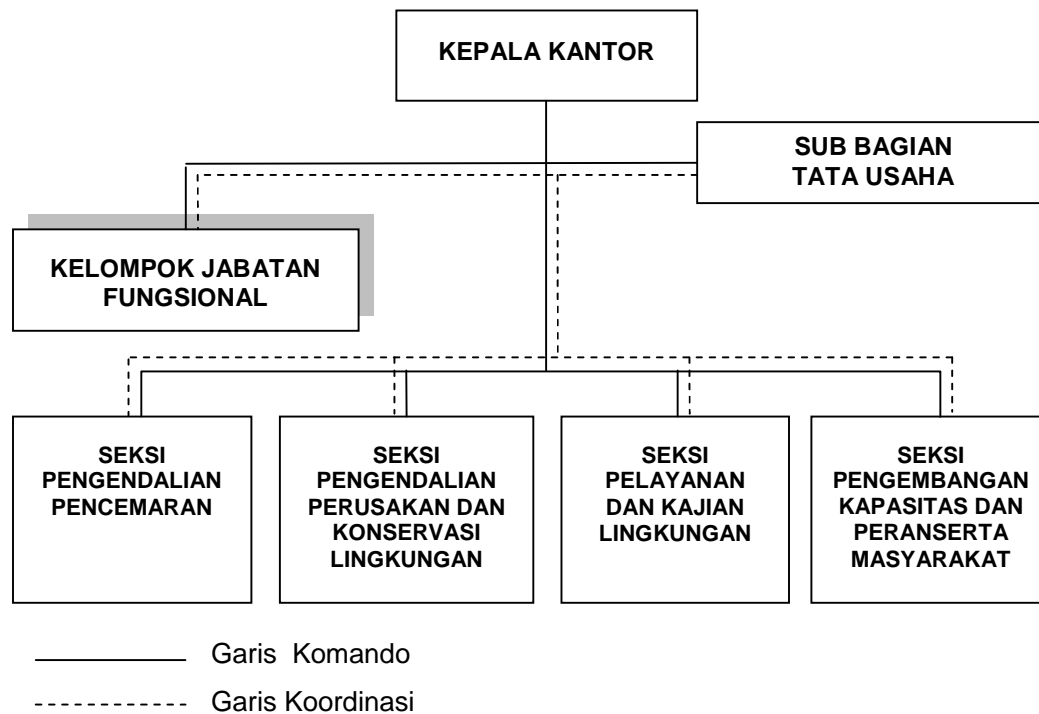 KEPALA KANTOR
SUB BAGIAN
TATA USAHA
KELOMPOK JABATAN
FUNGSIONAL
SEKSI
PENGENDALIAN
PENCEMARAN
SEKSI
PENGENDALIAN
PERUSAKAN DAN
KONSERVASI
LINGKUNGAN
SEKSI
PELAYANAN
DAN KAJIAN
LINGKUNGAN
SEKSI
PENGEMBANGAN
KAPASITAS DAN
PERANSERTA
MASYARAKAT
Garis Komando
Garis Koordinasi